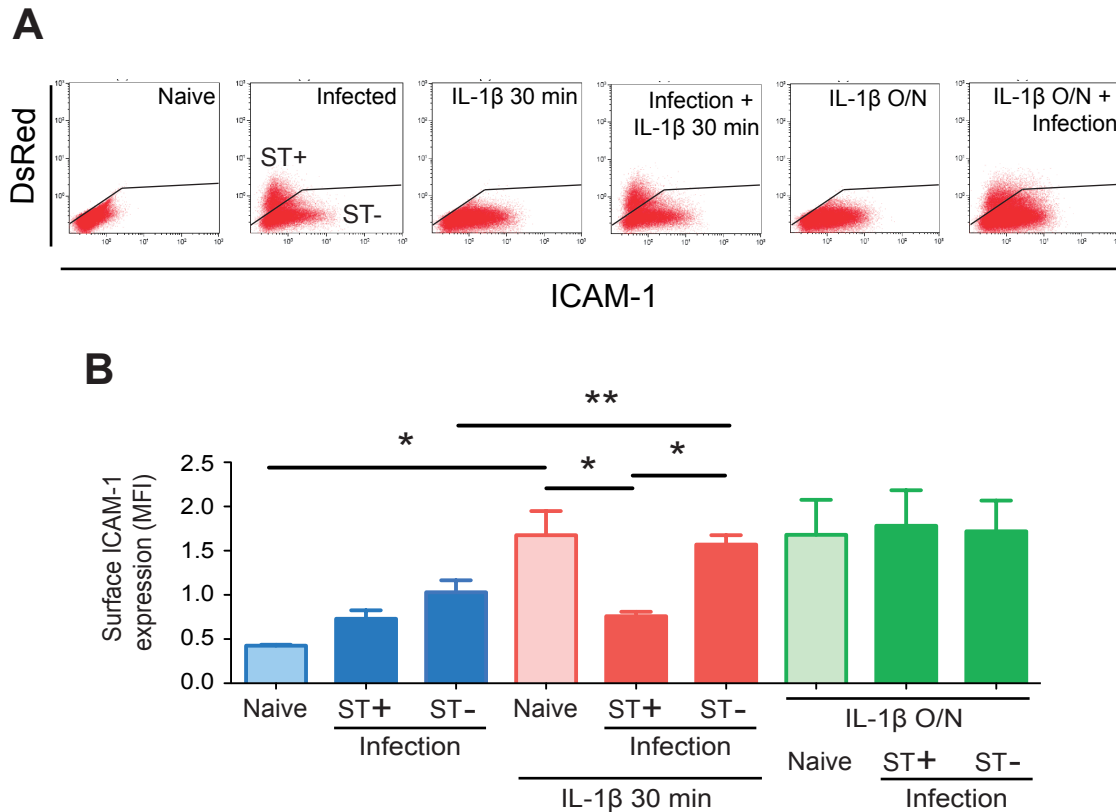 A
DsRed
Naive
Infected
ST+
ST-
IL-1β 30 min
Infection +
IL-1β 30 min
IL-1β O/N
IL-1β O/N +
Infection
ICAM-1
B
Surface ICAM-1
expression (MFI)
2.5
2.0
1.5
1.0
0.5
0.0
*
**
*
*
Naive ST+ ST- Naive ST+ ST-
Infection Infection
IL-1β 30 min
IL-1β O/N
Naive ST+ ST-
Infection